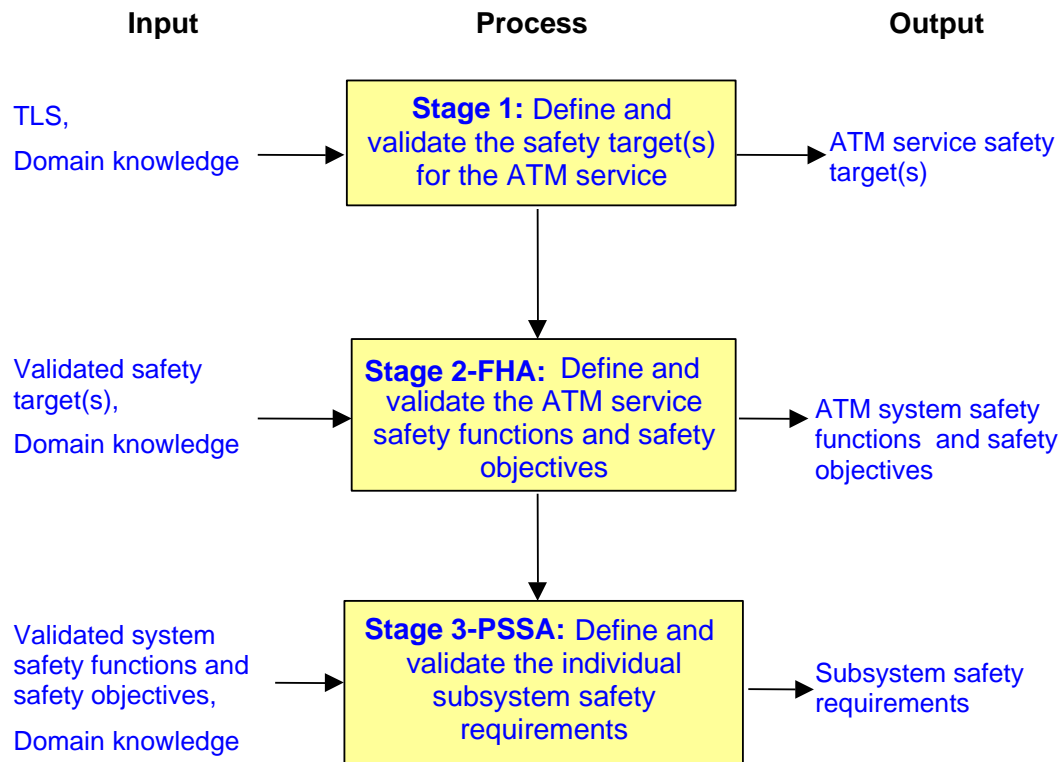 Input
Process
Output
TLS,
Domain knowledge
Stage 1: Define and
validate the safety target(s)
for the ATM service
ATM service safety
target(s)
Validated safety
target(s),
Domain knowledge
Stage 2-FHA: Define and
validate the ATM service
safety functions and safety
objectives
ATM system safety
functions and safety
objectives
Validated system
safety functions and
safety objectives,
Domain knowledge
Stage 3-PSSA: Define and
validate the individual
subsystem safety
requirements
Subsystem safety
requirements